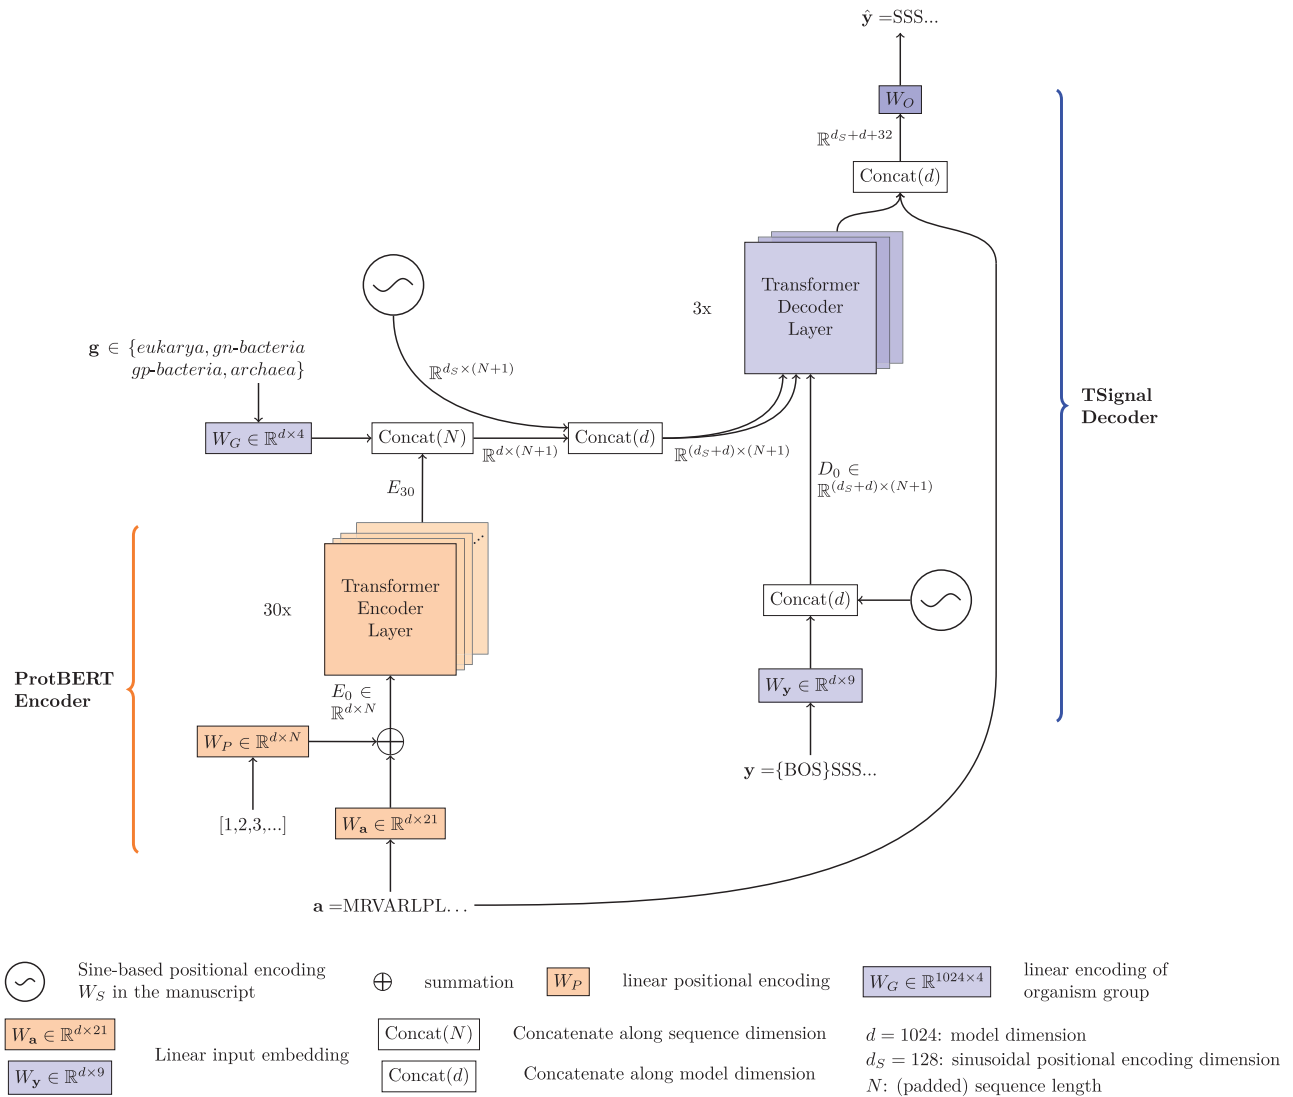 ŷ =SSS...
W_O
ℝ^{d_S+d+32}
Concat(d)
Transformer
Decoder
Layer
3x
TSignal
Decoder
g ∈ {eukarya, gn-bacteria
gp-bacteria, archaea}
ℝ^{d_S×(N+1)}
W_G ∈ ℝ^{d×4}
Concat(N)
ℝ^{d×(N+1)}
Concat(d)
ℝ^{(d_S+d)×(N+1)}
D_0 ∈
ℝ^{(d_S+d)×(N+1)}
E_{30}
Transformer
Encoder
Layer
30x
ProtBERT
Encoder
Concat(d)
E_0 ∈
ℝ^{d×N}
W_y ∈ ℝ^{d×9}
W_P ∈ ℝ^{d×N}
y ={BOS}SSS...
[1,2,3,...]
W_a ∈ ℝ^{d×21}
a =MRVARLPL...
Sine-based positional encoding
W_S in the manuscript
summation
W_P
linear positional encoding
W_G ∈ ℝ^{1024×4}
linear encoding of
organism group
W_a ∈ ℝ^{d×21}
W_y ∈ ℝ^{d×9}
Linear input embedding
Concat(N)
Concatenate along sequence dimension
Concat(d)
Concatenate along model dimension
d = 1024: model dimension
d_S = 128: sinusoidal positional encoding dimension
N: (padded) sequence length